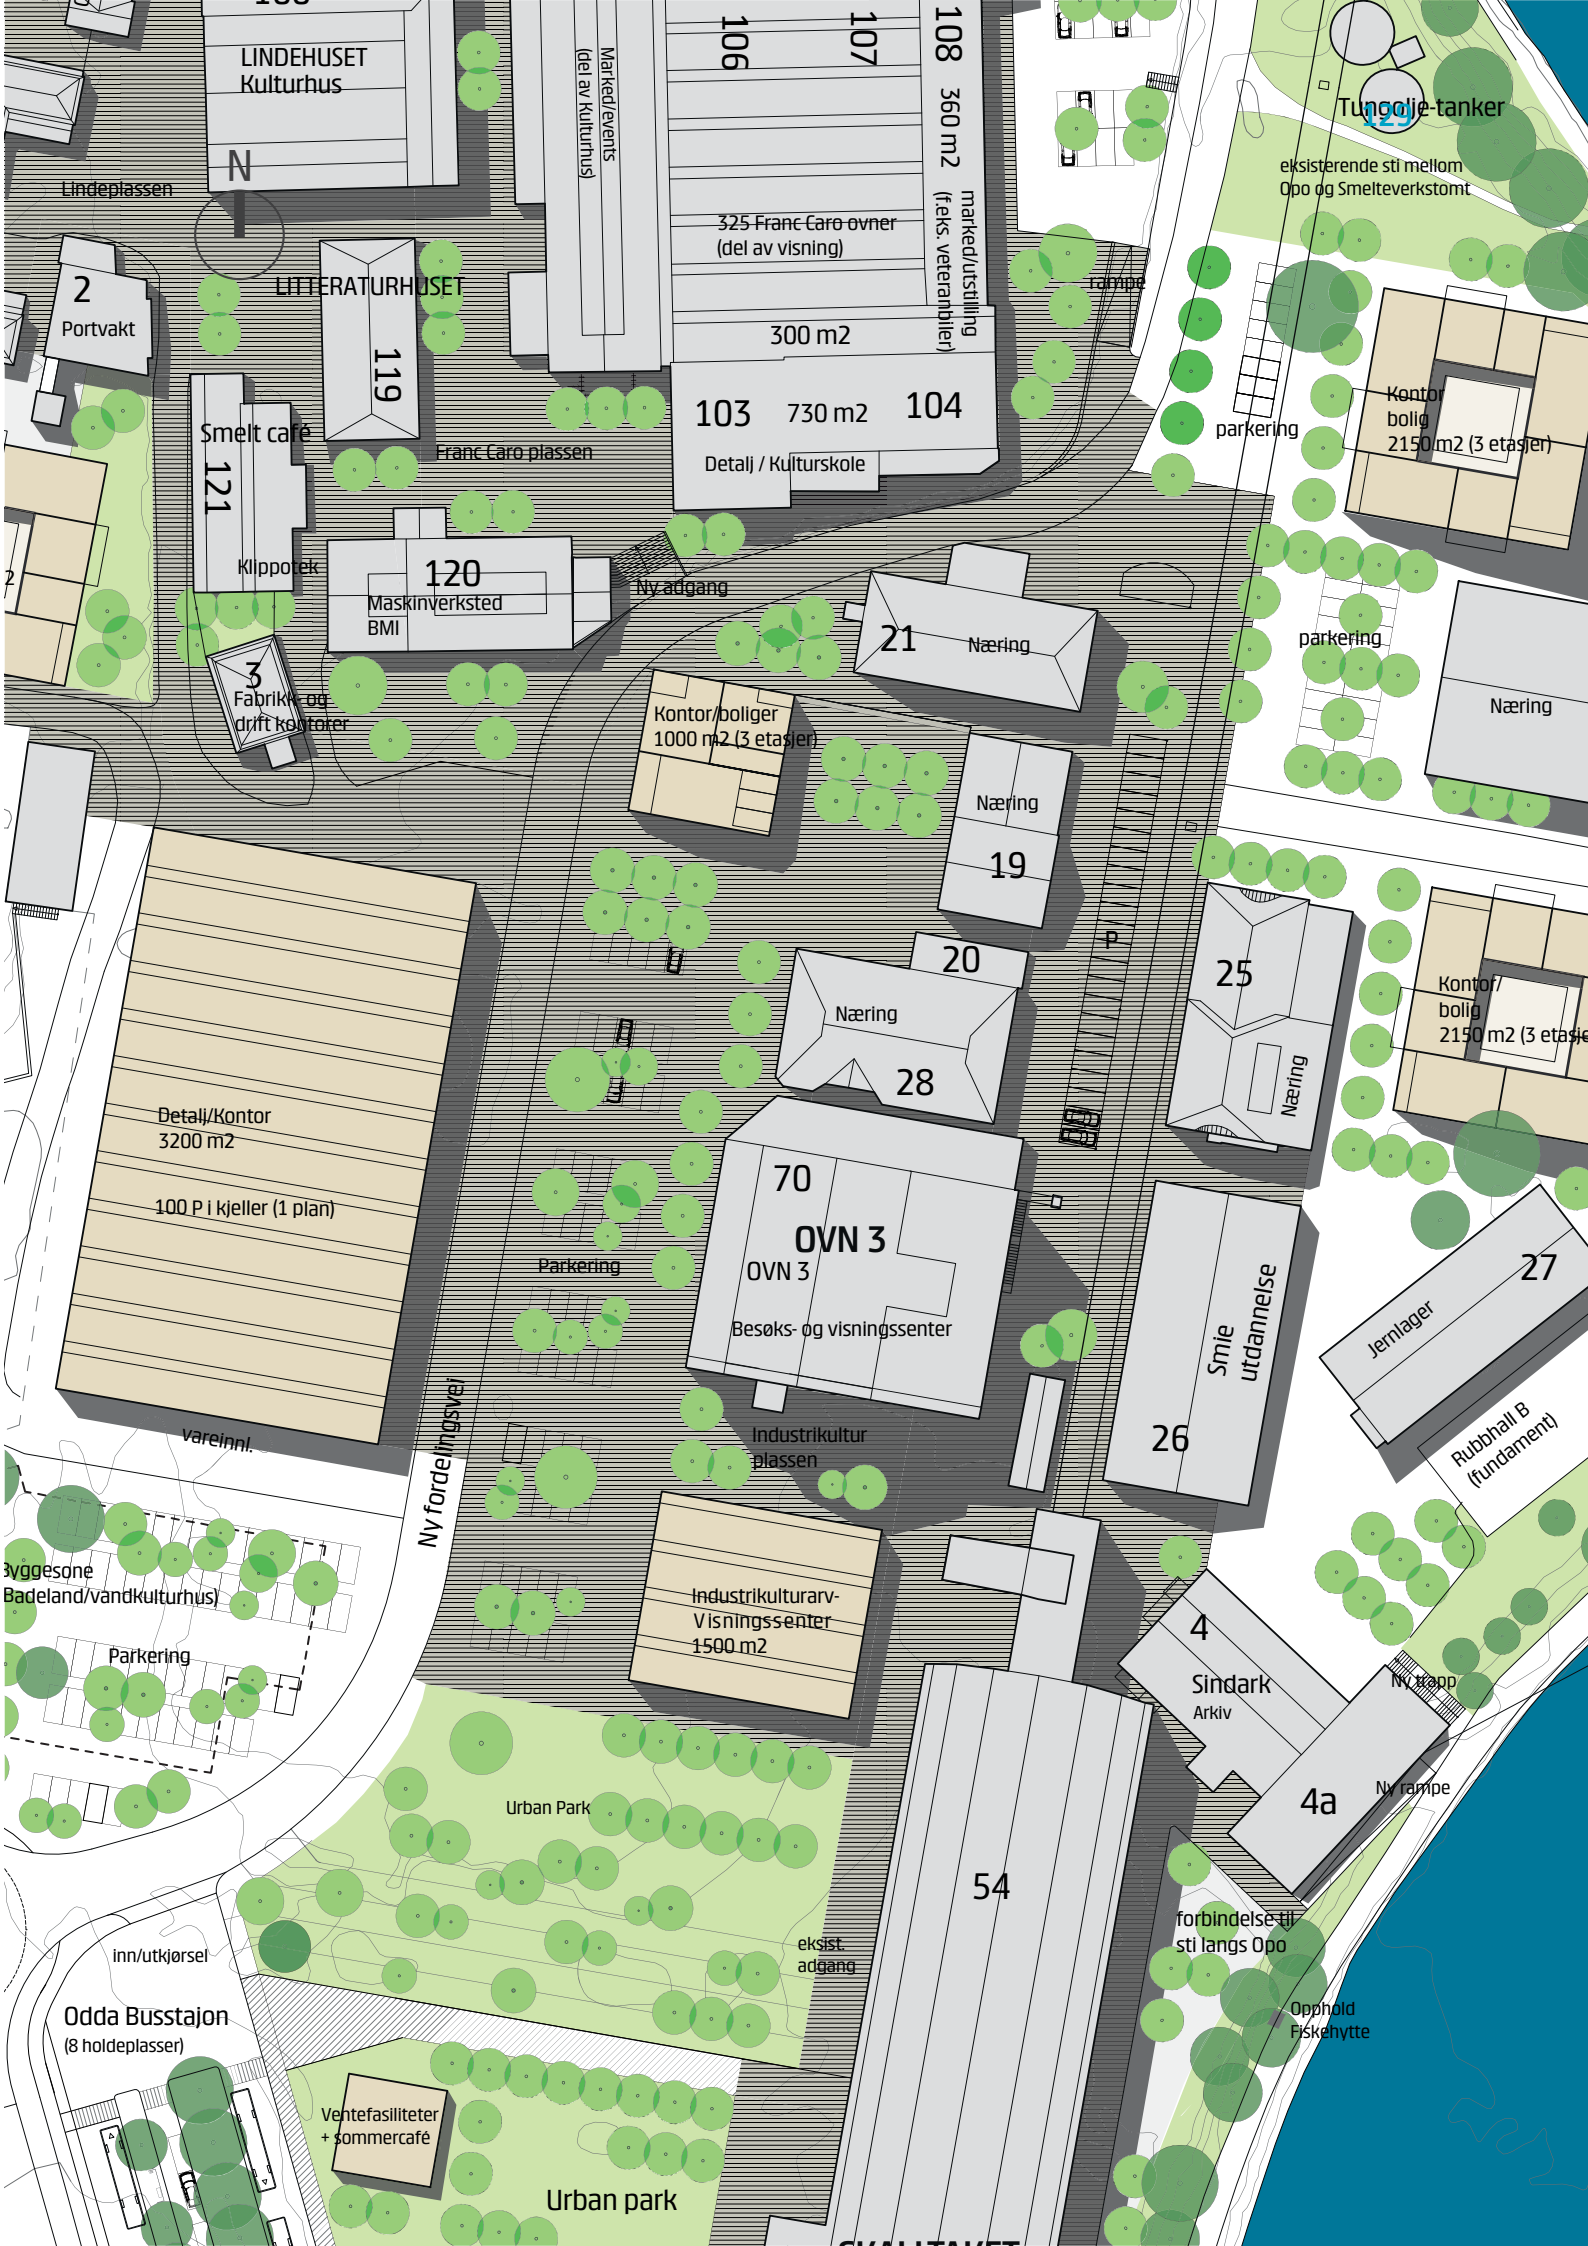 LINDEHUSET
Kulturhus
Marked/events
(del av Kulturhus)
106
107
108
360 m2
marked/utstilling
(f.eks. veteranbiler)
Tungolje-tanker
129
eksisterende sti mellom
Opo og Smelteverkstomt
N
Lindeplassen
325 Franc Caro ovner
(del av visning)
rampe
2
Portvakt
LITTERATURHUSET
119
300 m2
103
730 m2
104
Detalj / Kulturskole
Kontor
bolig
2150 m2 (3 etasjer)
parkering
Smelt café
121
Franc Caro plassen
Klippotek
120
Maskinverksted
BMI
Ny adgang
21
Næring
parkering
2
3
Fabrikk- og
drift kontorer
Kontor/boliger
1000 m2 (3 etasjer)
Næring
Næring
19
P
20
Næring
28
25
Næring
Kontor/
bolig
2150 m2 (3 etasje
Detalj/Kontor
3200 m2
100 P i kjeller (1 plan)
70
OVN 3
OVN 3
Besøks- og visningssenter
Parkering
Smie
utdannelse
26
27
Jernlager
Rubbhall B
(fundament)
vareinnl.
Ny fordelingsvei
Industrikultur
plassen
Byggesone
Badeland/vandkulturhus)
Parkering
Industrikulturarv-
Visningssenter
1500 m2
4
Sindark
Arkiv
Ny trapp
4a
Ny rampe
Urban Park
54
eksist.
adgang
forbindelse til
sti langs Opo
inn/utkjørsel
Odda Busstajon
(8 holdeplasser)
Opphold
Fiskehytte
Ventefasiliteter
+ sommercafé
Urban park